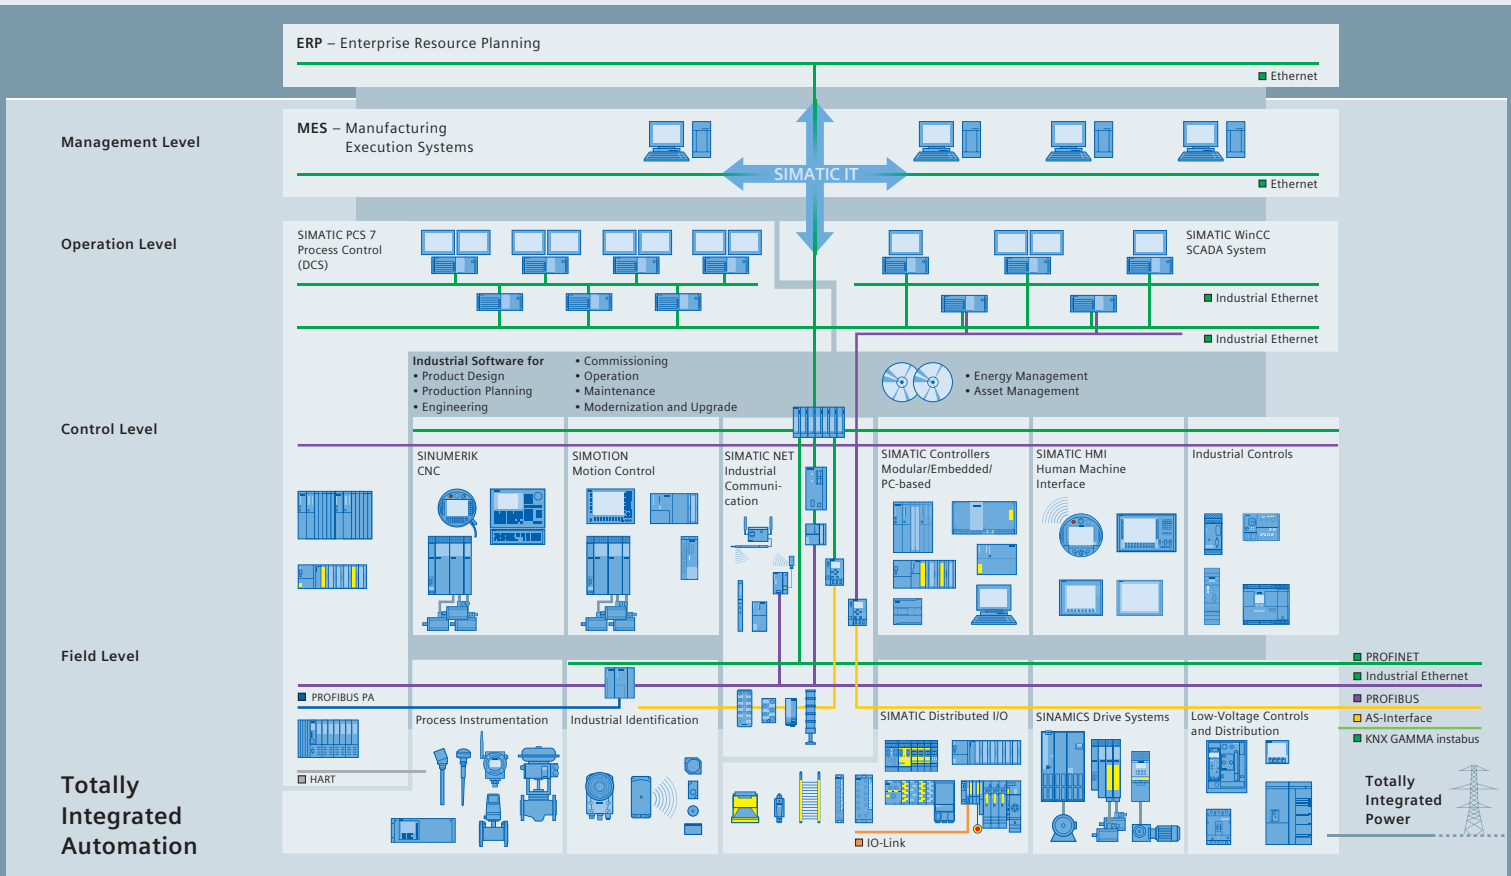 ERP – Enterprise Resource Planning
Ethernet
Management Level
MES – Manufacturing
Execution Systems
SIMATIC IT
Ethernet
Operation Level
SIMATIC PCS 7
Process Control
(DCS)
SIMATIC WinCC
SCADA System
Industrial Ethernet
Industrial Ethernet
Industrial Software for
• Product Design
• Production Planning
• Engineering
• Commissioning
• Operation
• Maintenance
• Modernization and Upgrade
• Energy Management
• Asset Management
Control Level
SINUMERIK
CNC
SIMOTION
Motion Control
SIMATIC NET
Industrial
Communi-
cation
SIMATIC Controllers
Modular/Embedded/
PC-based
SIMATIC HMI
Human Machine
Interface
Industrial Controls
Field Level
PROFINET
Industrial Ethernet
PROFIBUS
AS-Interface
KNX GAMMA instabus
PROFIBUS PA
HART
Process Instrumentation
Industrial Identification
SIMATIC Distributed I/O
SINAMICS Drive Systems
Low-Voltage Controls
and Distribution
IO-Link
Totally
Integrated
Automation
Totally
Integrated
Power